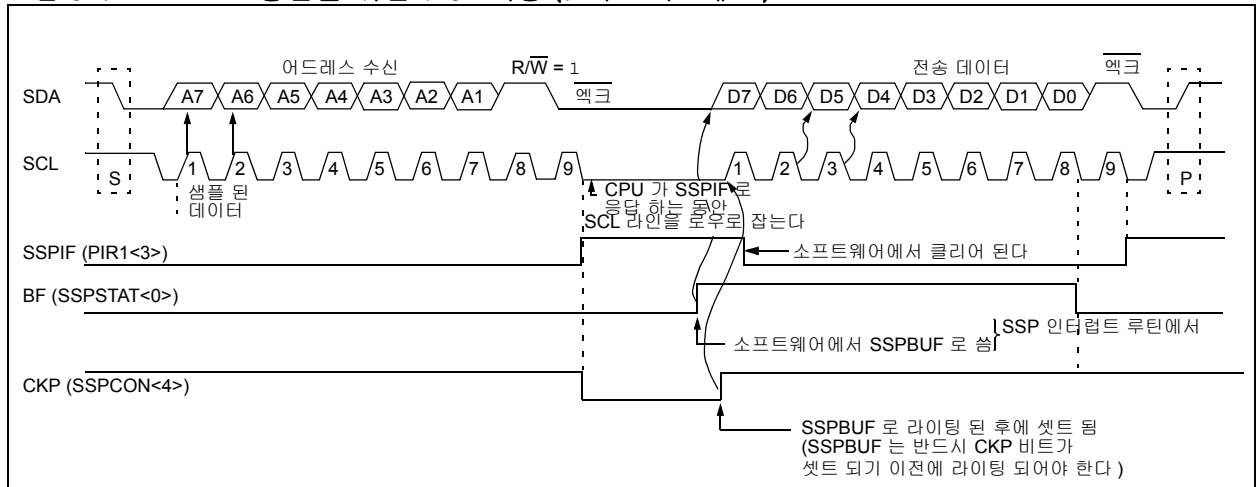 어드레스 수신
R/W = 1
엑크
전송 데이터
엑크
SDA
A7 A6 A5 A4 A3 A2 A1
D7 D6 D5 D4 D3 D2 D1 D0
SCL
S
1 2 3 4 5 6 7 8 9
1 2 3 4 5 6 7 8 9
P
샘플 된
데이터
CPU 가 SSPIF 로
응답 하는 동안
SCL 라인을 로우로 잡는다
SSPIF (PIR1<3>)
소프트웨어에서 클리어 된다
BF (SSPSTAT<0>)
소프트웨어에서 SSPBUF 로 씀
SSP 인터럽트 루틴에서
CKP (SSPCON<4>)
SSPBUF 로 라이팅 된 후에 셋트 됨
(SSPBUF 는 반드시 CKP 비트가
셋트 되기 이전에 라이팅 되어야 한다 )